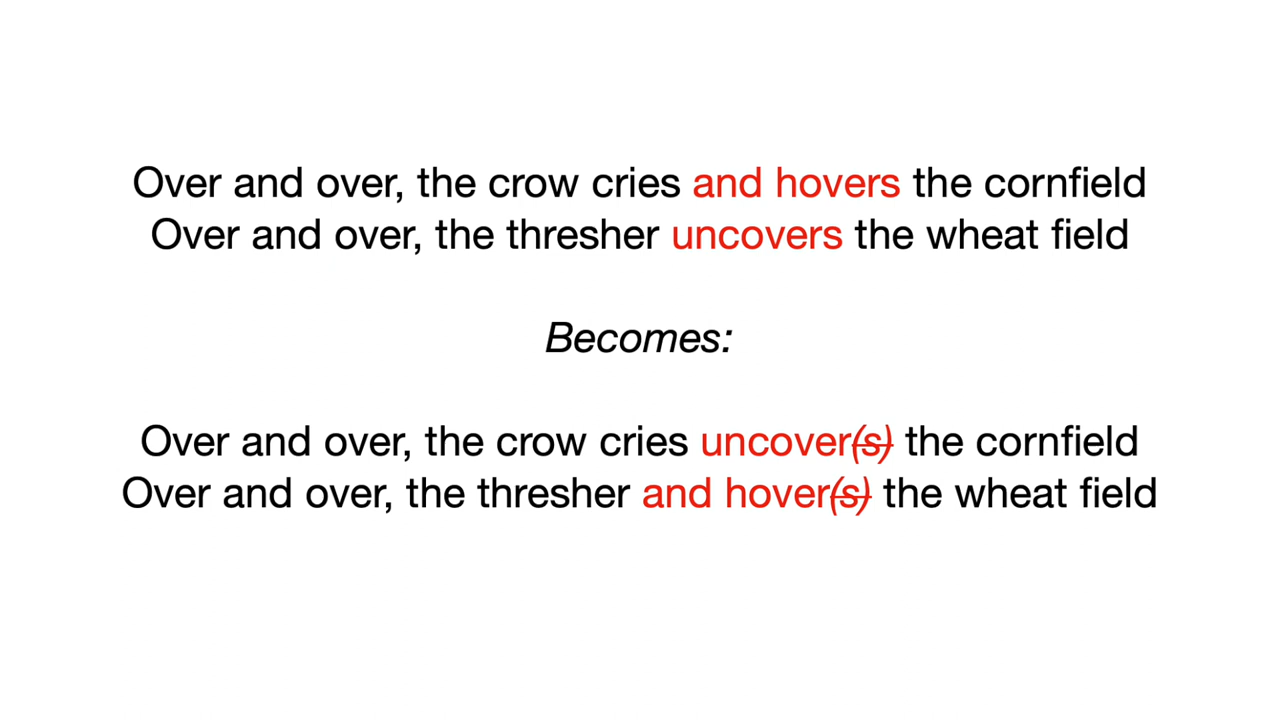 Over and over, the crow cries and hovers the cornfield
Over and over, the thresher uncovers the wheat field
Becomes:
Over and over, the crow cries uncover(s) the cornfield
Over and over, the thresher and hover(s) the wheat field